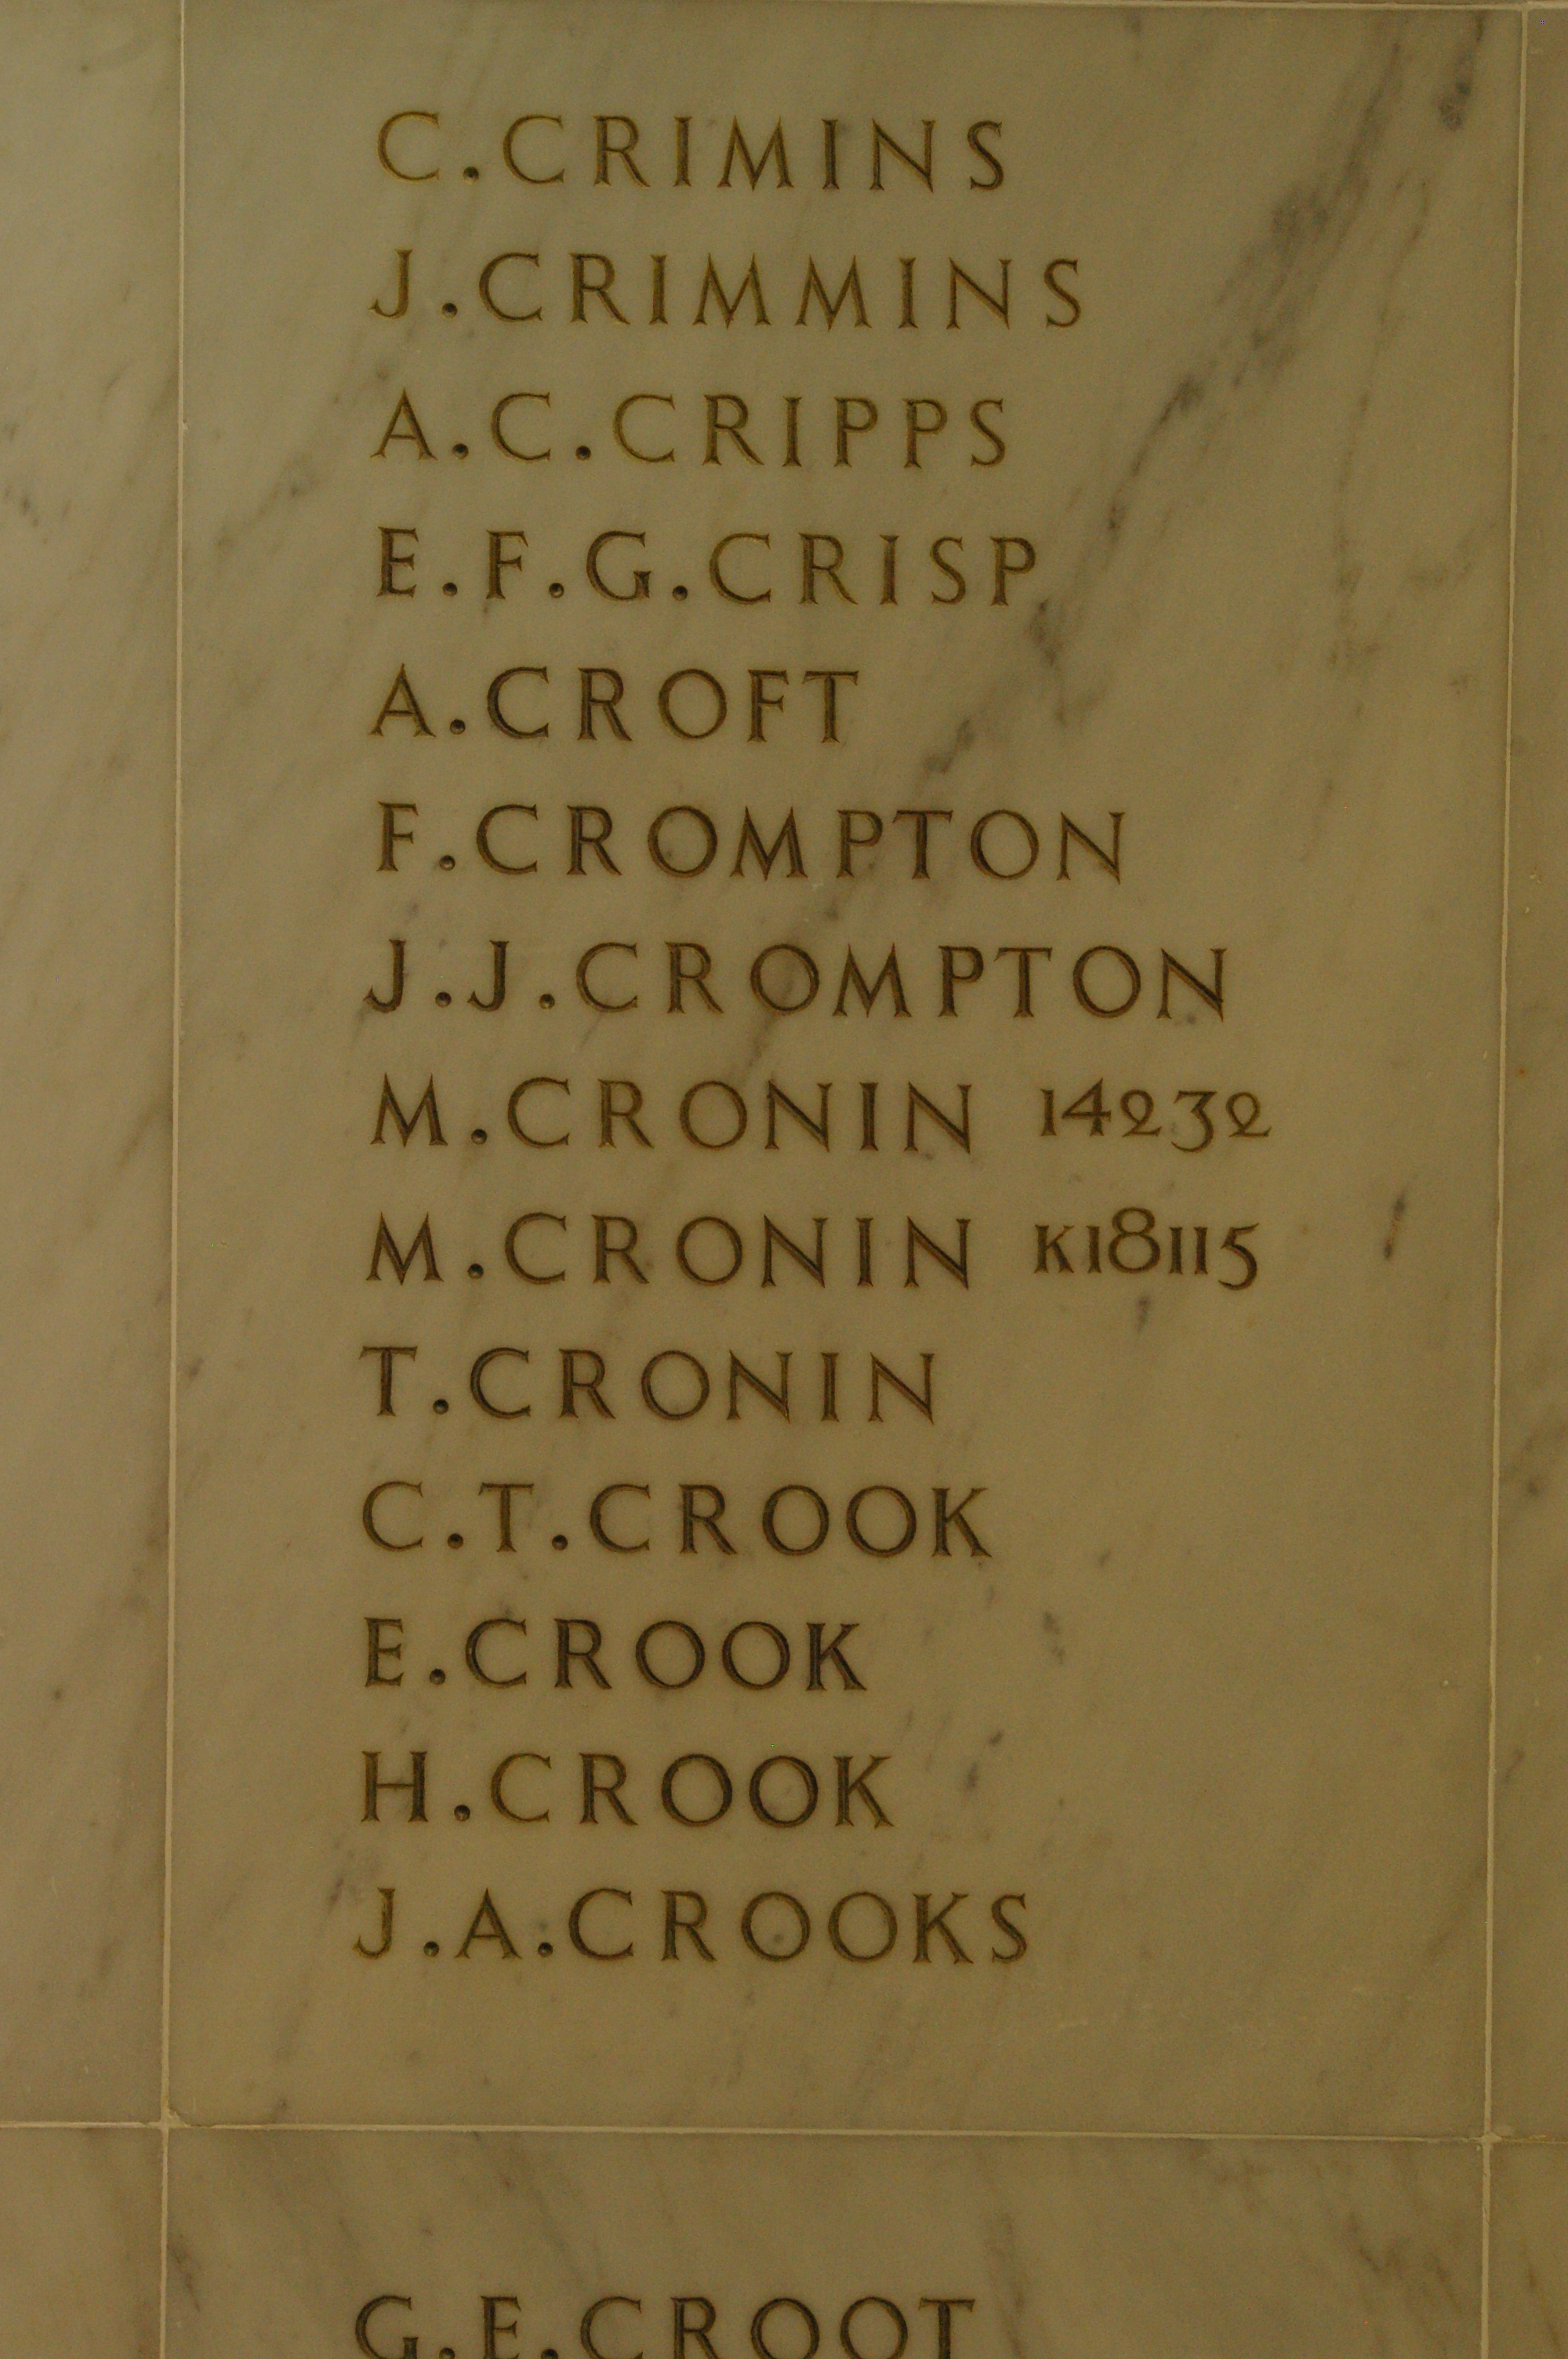 C.CRIMINS
J.CRIMMINS
A.C.CRIPPS
E.F.G.CRISP
A.CROFT
F.CROMPTON
J.J.CROMPTON
M.CRONIN 14232
M.CRONIN K18115
T.CRONIN
C.T.CROOK
E.CROOK
H.CROOK
J.A.CROOKS
G.E.CROOT